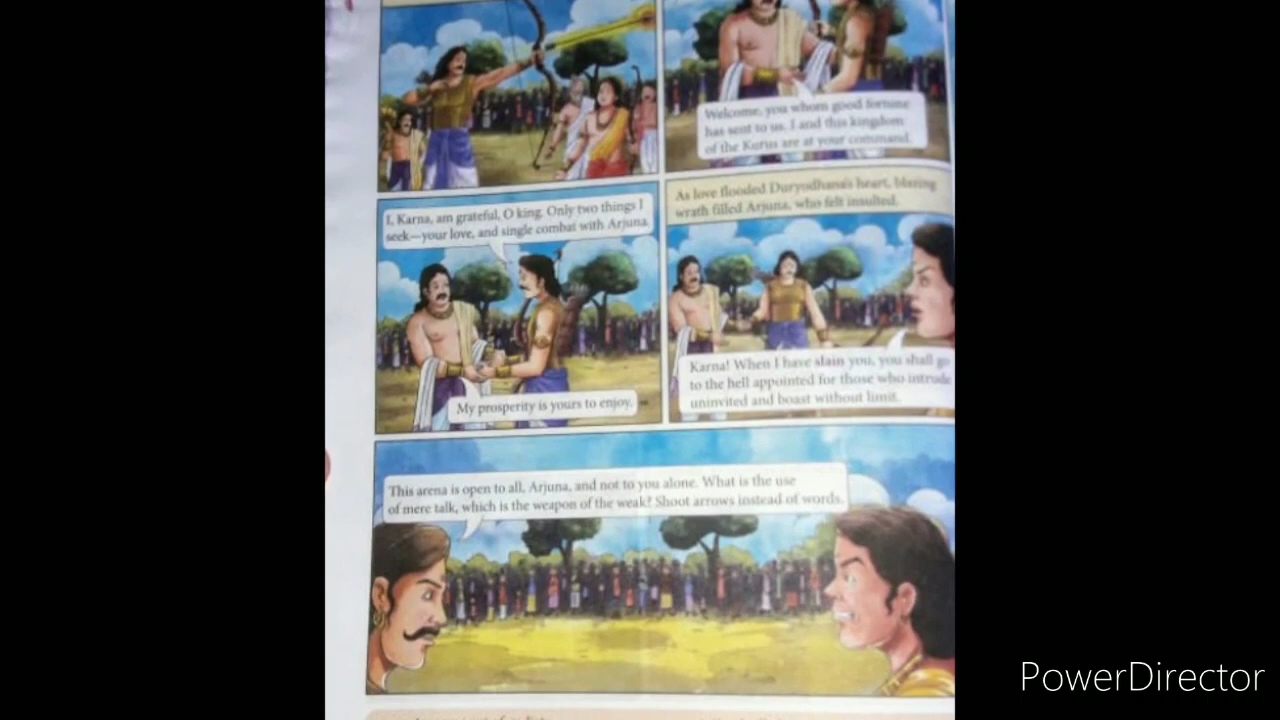 Welcome, you whom good fortune
has sent to us. I and this kingdom
of the Kurus are at your command.
I, Karna, am grateful, O king. Only two things I
seek—your love, and single combat with Arjuna.
My prosperity is yours to enjoy.
As love flooded Duryodhana's heart, blazing
wrath filled Arjuna, who felt insulted.
Karna! When I have slain you, you shall go
to the hell appointed for those who intrude
uninvited and boast without limit.
This arena is open to all, Arjuna, and not to you alone. What is the use
of mere talk, which is the weapon of the weak? Shoot arrows instead of words.
PowerDirector